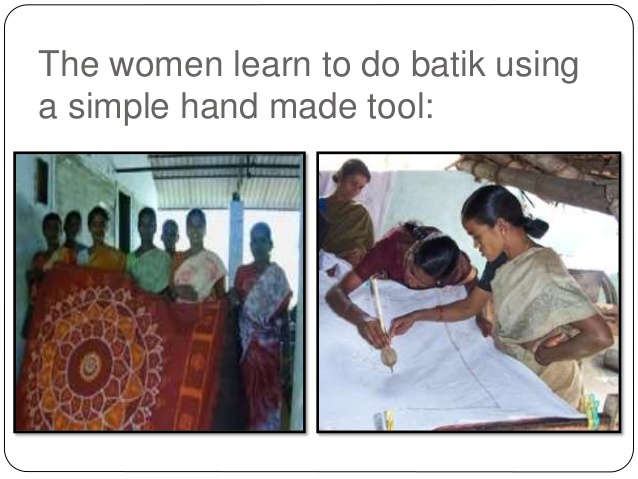 The women learn to do batik using
a simple hand made tool: